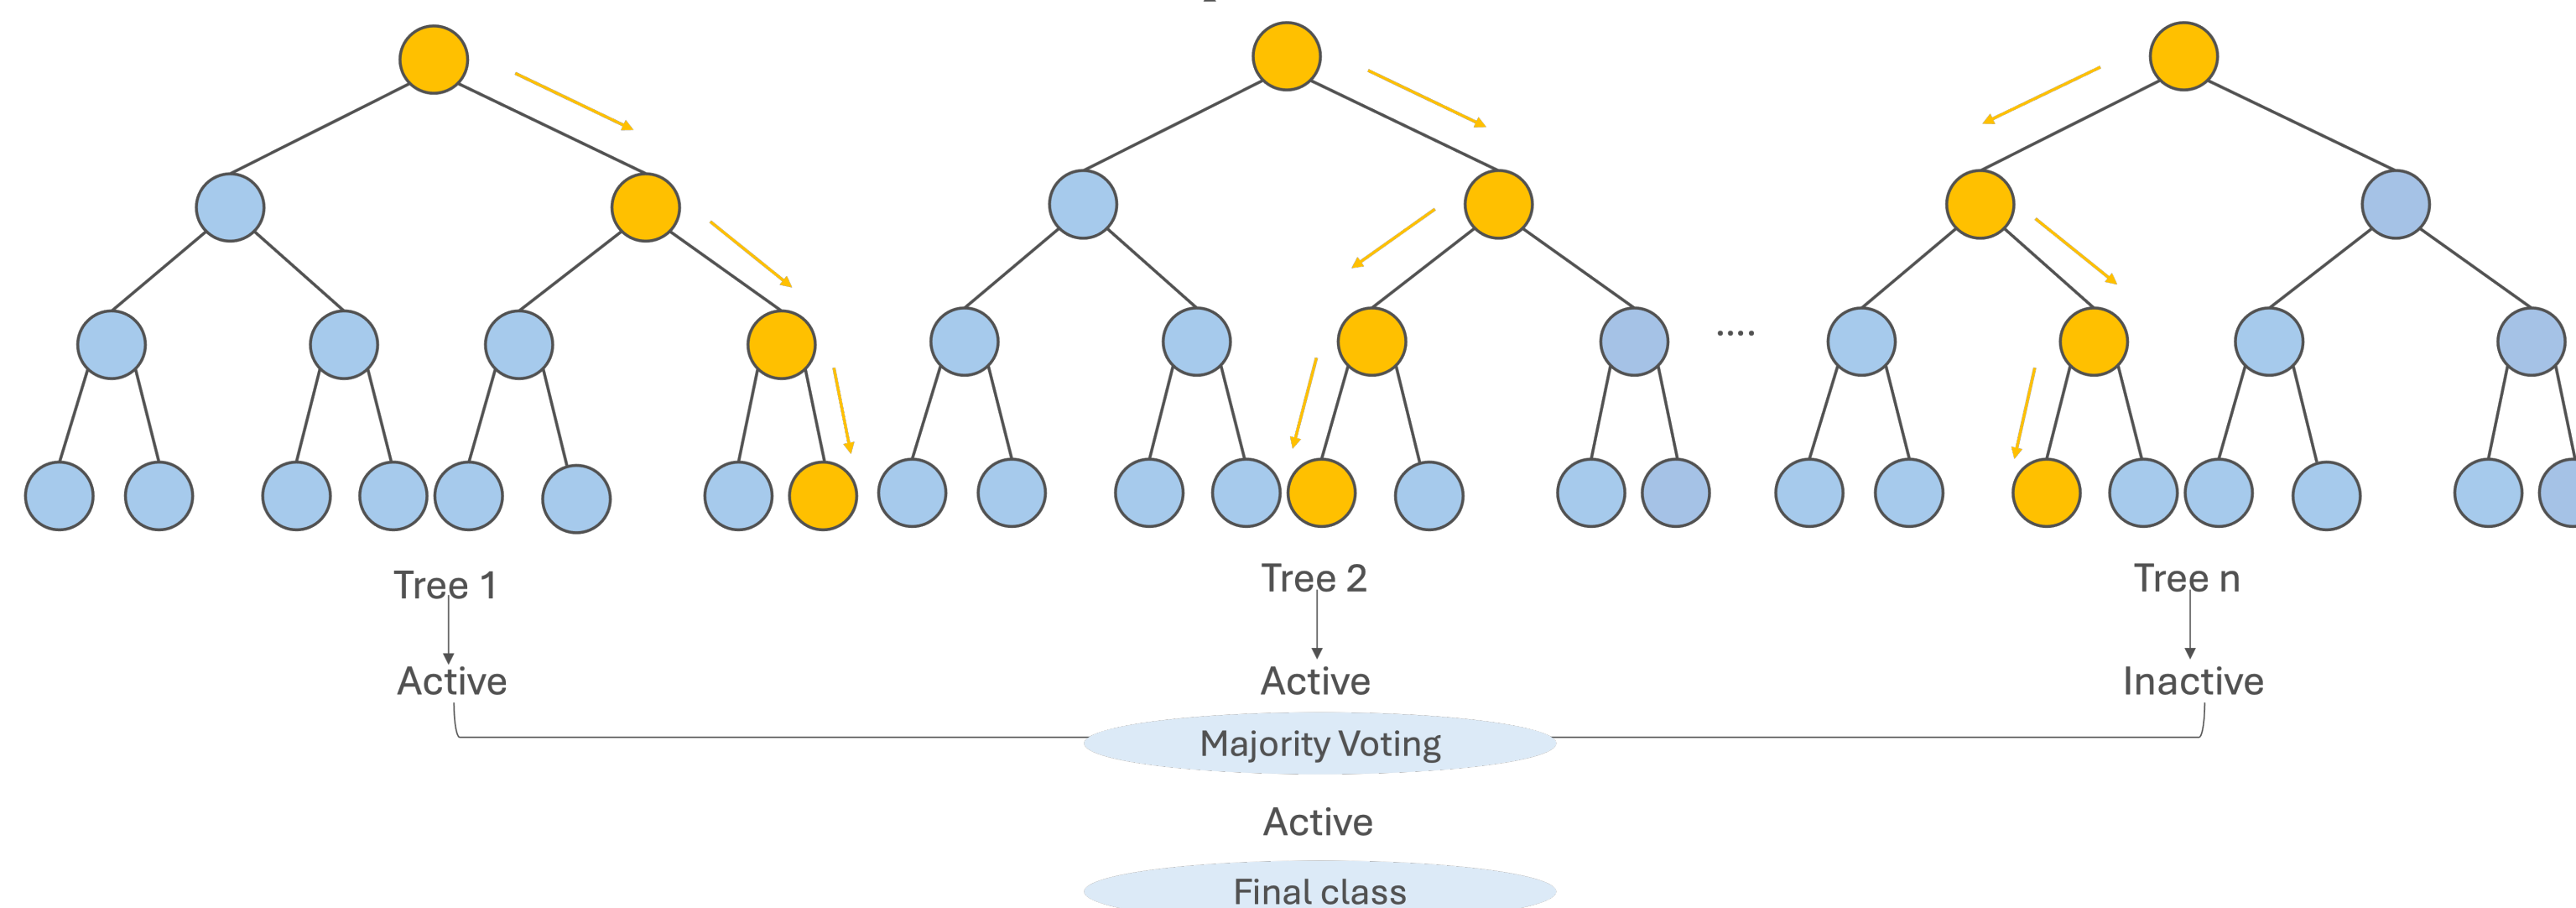 ....
Tree 1
Tree 2
Tree n
Active
Active
Inactive
Majority Voting
Active
Final class